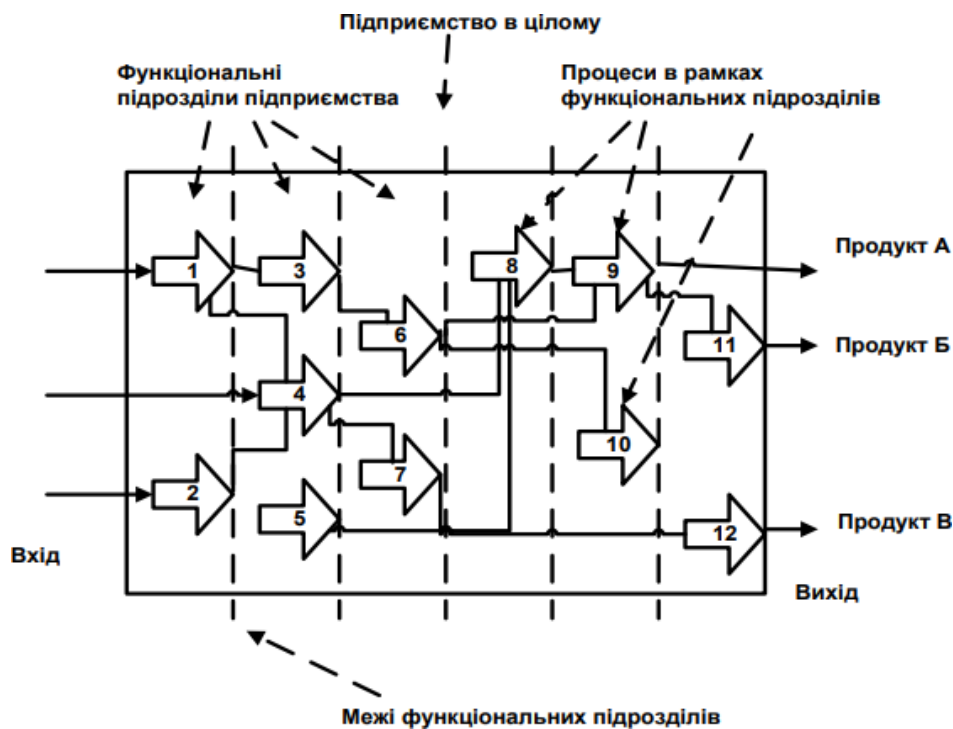 Підприємство в цілому
Функціональні
підрозділи підприємства
Процеси в рамках
функціональних підрозділів
1
3
8
9
Продукт А
6
11
Продукт Б
4
10
2
7
5
12
Продукт В
Вхід
Вихід
Межі функціональних підрозділів